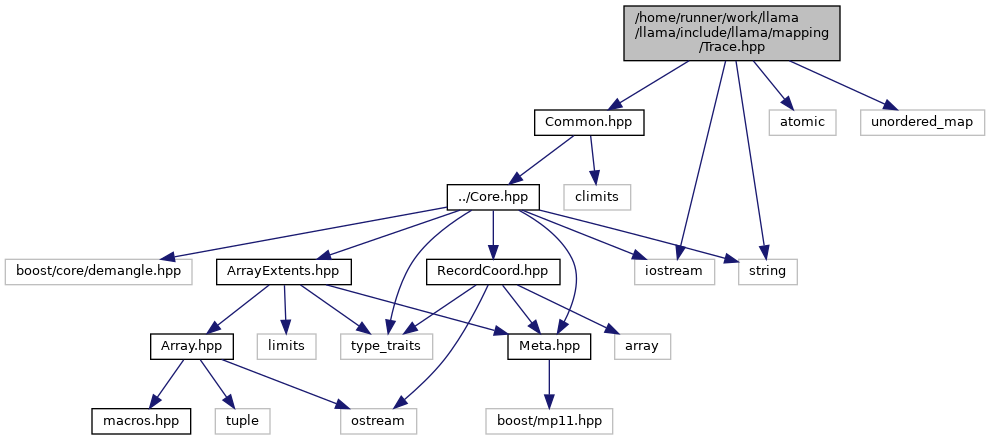 /home/runner/work/llama
/llama/include/llama/mapping
/Trace.hpp
Common.hpp
atomic
unordered_map
../Core.hpp
climits
boost/core/demangle.hpp
ArrayExtents.hpp
RecordCoord.hpp
iostream
string
Array.hpp
limits
type_traits
Meta.hpp
array
macros.hpp
tuple
ostream
boost/mp11.hpp